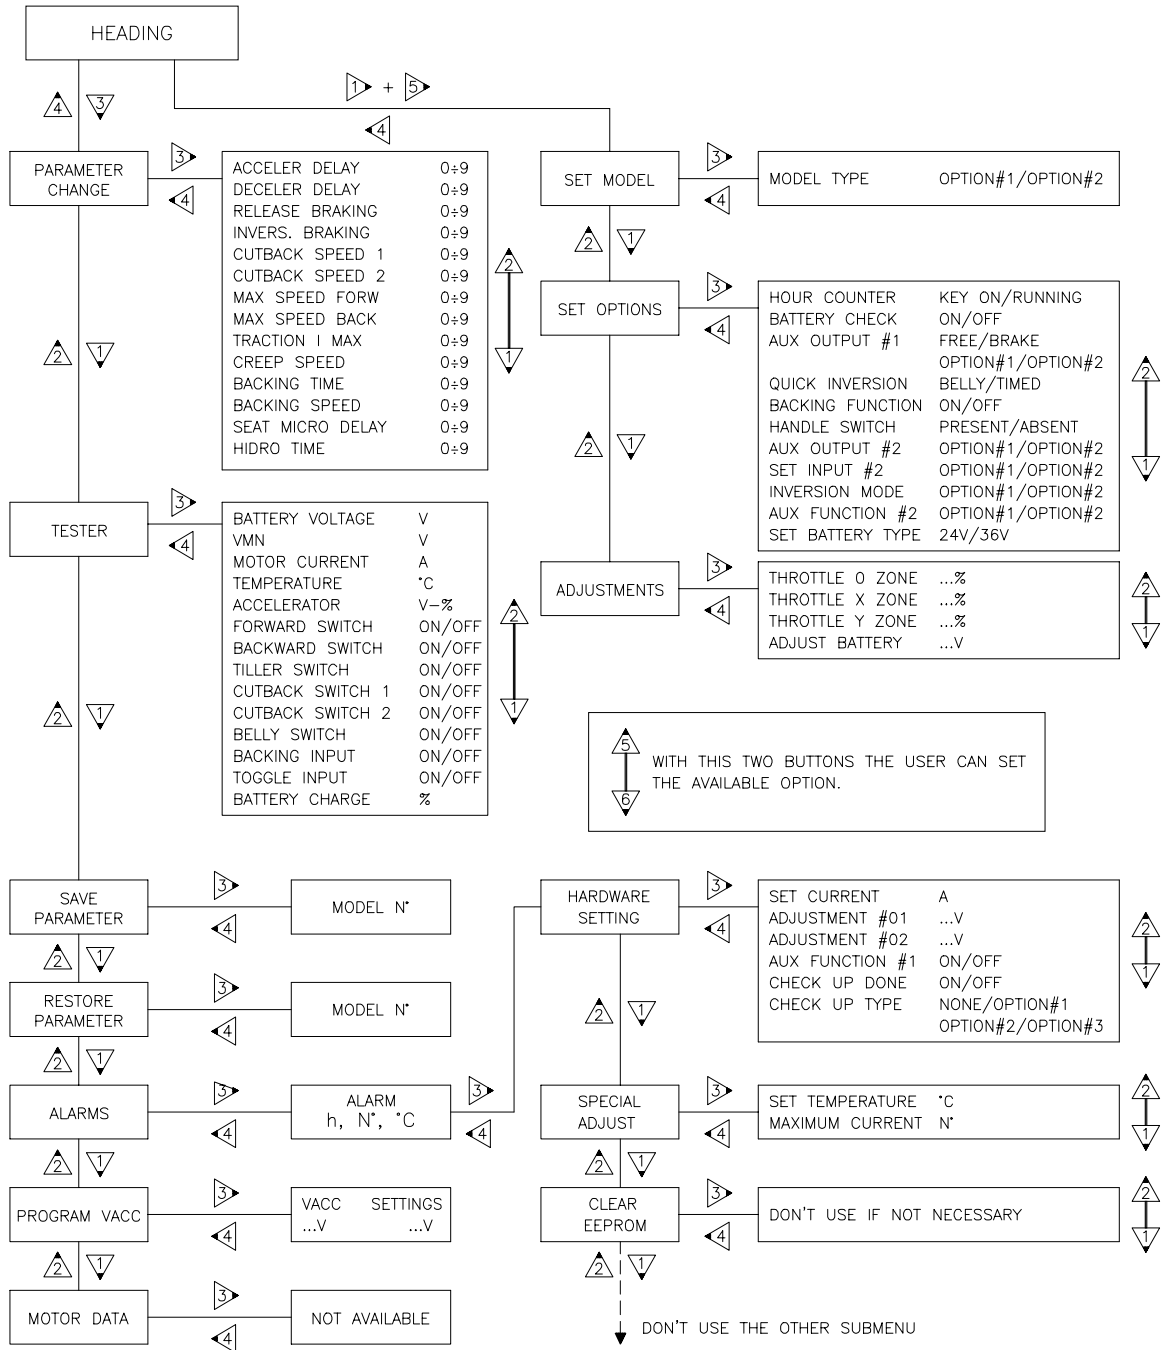 HEADING
1 + 5
4
4 3
PARAMETER
CHANGE
3
4
ACCELER DELAY 0÷9
DECELER DELAY 0÷9
RELEASE BRAKING 0÷9
INVERS. BRAKING 0÷9
CUTBACK SPEED 1 0÷9
CUTBACK SPEED 2 0÷9
MAX SPEED FORW 0÷9
MAX SPEED BACK 0÷9
TRACTION I MAX 0÷9
CREEP SPEED 0÷9
BACKING TIME 0÷9
BACKING SPEED 0÷9
SEAT MICRO DELAY 0÷9
HIDRO TIME 0÷9
2
1
SET MODEL
3
4
MODEL TYPE OPTION#1/OPTION#2
2 1
SET OPTIONS
3
4
HOUR COUNTER KEY ON/RUNNING
BATTERY CHECK ON/OFF
AUX OUTPUT #1 FREE/BRAKE
OPTION#1/OPTION#2
QUICK INVERSION BELLY/TIMED
BACKING FUNCTION ON/OFF
HANDLE SWITCH PRESENT/ABSENT
AUX OUTPUT #2 OPTION#1/OPTION#2
SET INPUT #2 OPTION#1/OPTION#2
INVERSION MODE OPTION#1/OPTION#2
AUX FUNCTION #2 OPTION#1/OPTION#2
SET BATTERY TYPE 24V/36V
2
1
2 1
2 1
TESTER
3
4
BATTERY VOLTAGE V
VMN V
MOTOR CURRENT A
TEMPERATURE °C
ACCELERATOR V-%
FORWARD SWITCH ON/OFF
BACKWARD SWITCH ON/OFF
TILLER SWITCH ON/OFF
CUTBACK SWITCH 1 ON/OFF
CUTBACK SWITCH 2 ON/OFF
BELLY SWITCH ON/OFF
BACKING INPUT ON/OFF
TOGGLE INPUT ON/OFF
BATTERY CHARGE %
2
1
ADJUSTMENTS
3
4
THROTTLE 0 ZONE ...%
THROTTLE X ZONE ...%
THROTTLE Y ZONE ...%
ADJUST BATTERY ...V
2
1
2 1
5
6
WITH THIS TWO BUTTONS THE USER CAN SET
THE AVAILABLE OPTION.
SAVE
PARAMETER
3
4
MODEL N°
2 1
RESTORE
PARAMETER
3
4
MODEL N°
2 1
ALARMS
3
4
ALARM
h, N°, °C
3
4
2 1
PROGRAM VACC
3
4
VACC SETTINGS
...V ...V
2 1
MOTOR DATA
3
4
NOT AVAILABLE
HARDWARE
SETTING
3
4
SET CURRENT A
ADJUSTMENT #01 ...V
ADJUSTMENT #02 ...V
AUX FUNCTION #1 ON/OFF
CHECK UP DONE ON/OFF
CHECK UP TYPE NONE/OPTION#1
OPTION#2/OPTION#3
2
1
2 1
SPECIAL
ADJUST
3
4
SET TEMPERATURE °C
MAXIMUM CURRENT N°
2
1
2 1
CLEAR
EEPROM
3
4
DON'T USE IF NOT NECESSARY
2
1
2 1
DON'T USE THE OTHER SUBMENU